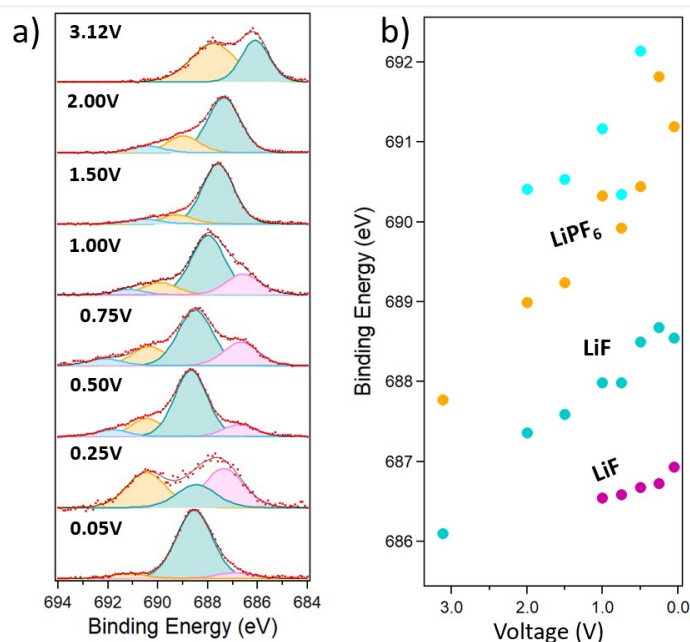 a)
3.12V
2.00V
1.50V
1.00V
0.75V
0.50V
0.25V
0.05V
694 692 690 688 686 684
Binding Energy (eV)
b)
692
691
690
689
688
687
686
Binding Energy (eV)
LiPF6
LiF
LiF
3.0 2.0 1.0 0.0
Voltage (V)